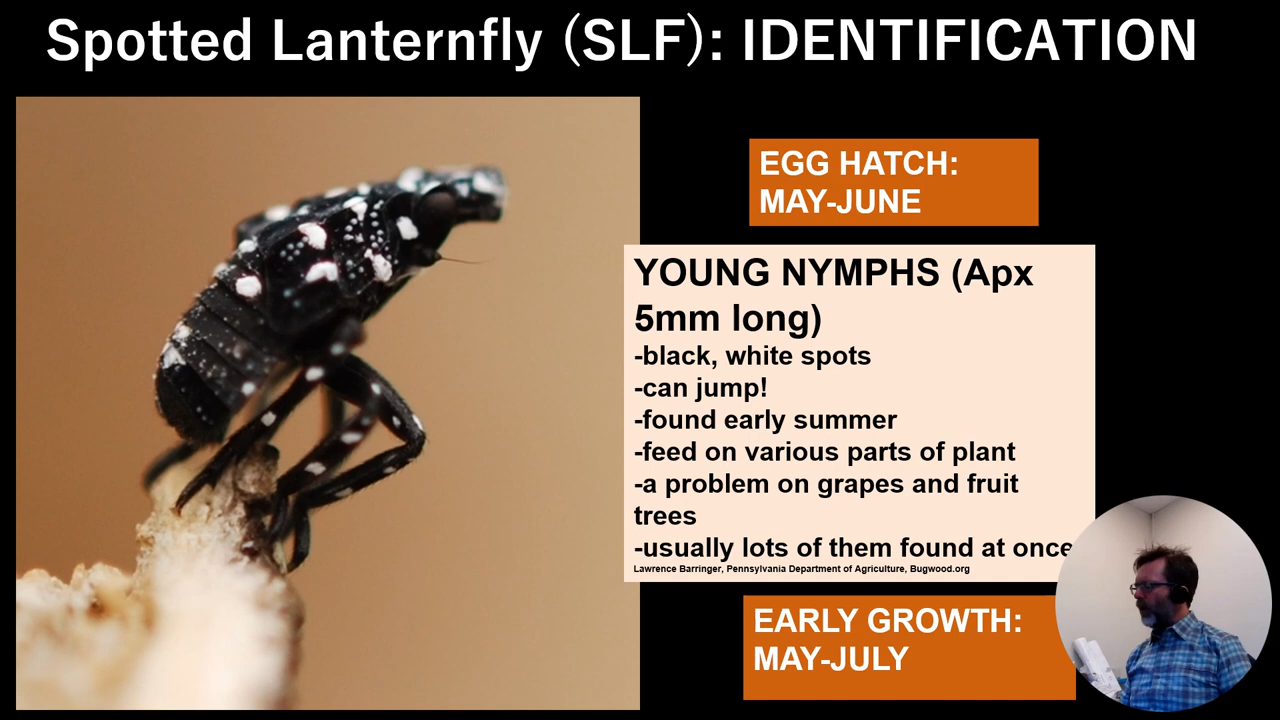 Spotted Lanternfly (SLF): IDENTIFICATION
EGG HATCH:
MAY-JUNE
YOUNG NYMPHS (Apx
5mm long)
-black, white spots
-can jump!
-found early summer
-feed on various parts of plant
-a problem on grapes and fruit
trees
-usually lots of them found at once
Lawrence Barringer, Pennsylvania Department of Agriculture, Bugwood.org
EARLY GROWTH:
MAY-JULY